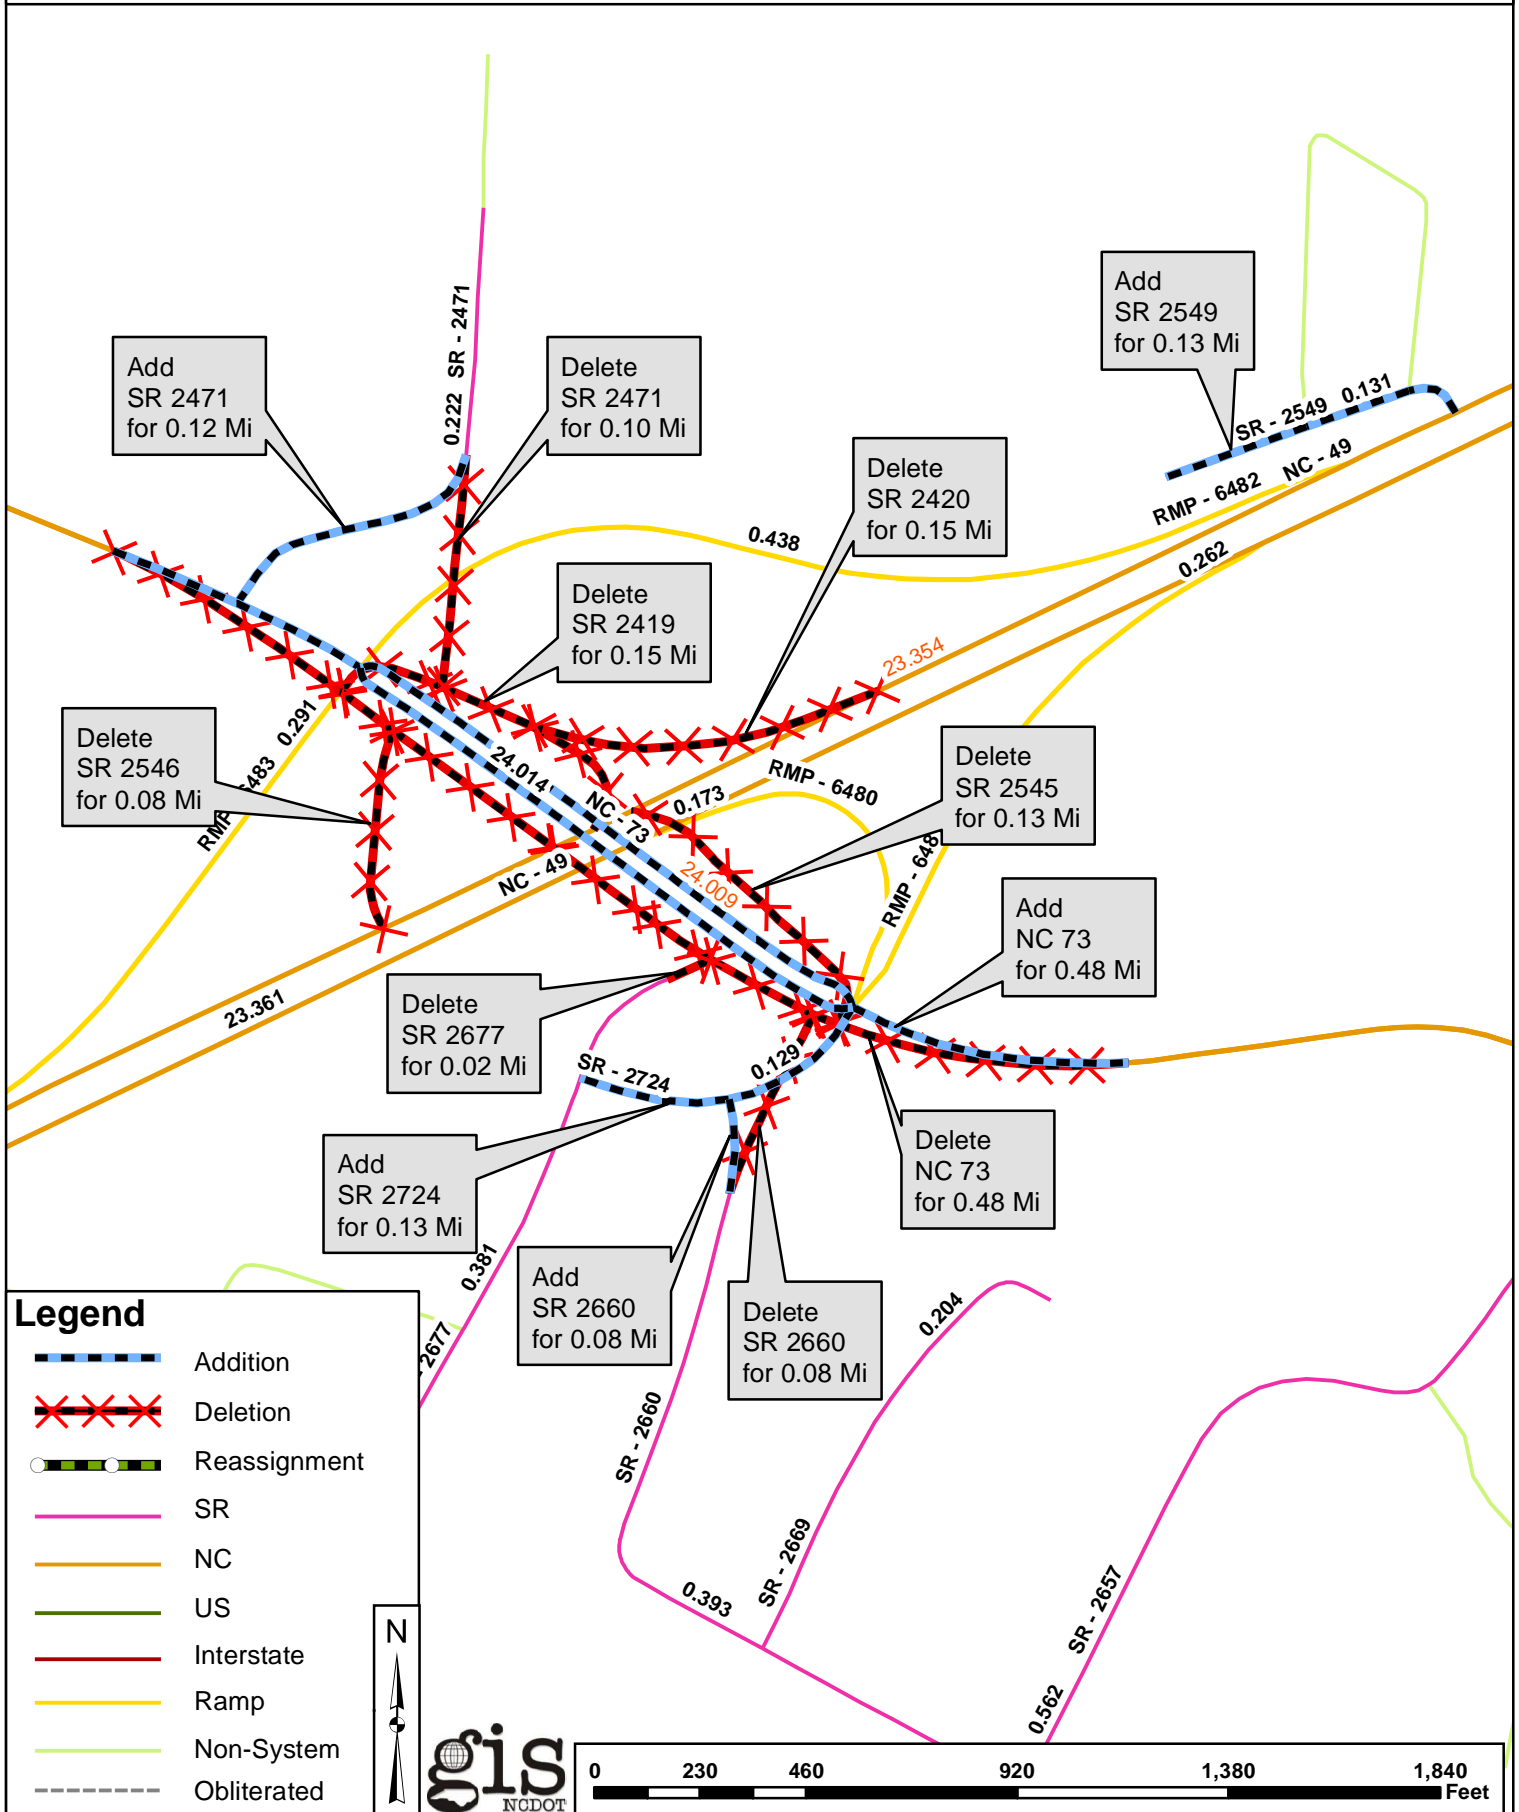 SR - 2471
0.222
Add
SR 2549
for 0.13 Mi
Add
SR 2471
for 0.12 Mi
Delete
SR 2471
for 0.10 Mi
SR - 2549 0.131
NC - 49
RMP - 6482
Delete
SR 2420
for 0.15 Mi
0.438
0.262
Delete
SR 2419
for 0.15 Mi
23.354
0.291
RMP 6483
Delete
SR 2546
for 0.08 Mi
24.014
NC - 73
0.173
RMP - 6480
Delete
SR 2545
for 0.13 Mi
NC - 49
24.009
RMP - 648
Add
NC 73
for 0.48 Mi
23.361
Delete
SR 2677
for 0.02 Mi
SR - 2724
0.129
Add
SR 2724
for 0.13 Mi
Delete
NC 73
for 0.48 Mi
0.381
2677
Add
SR 2660
for 0.08 Mi
Delete
SR 2660
for 0.08 Mi
0.204
SR - 2660
SR - 2669
0.393
SR - 2657
0.562
Legend
Addition
Deletion
Reassignment
SR
NC
US
Interstate
Ramp
Non-System
Obliterated
N
gis
NCDOT
0 230 460 920 1,380 1,840
Feet